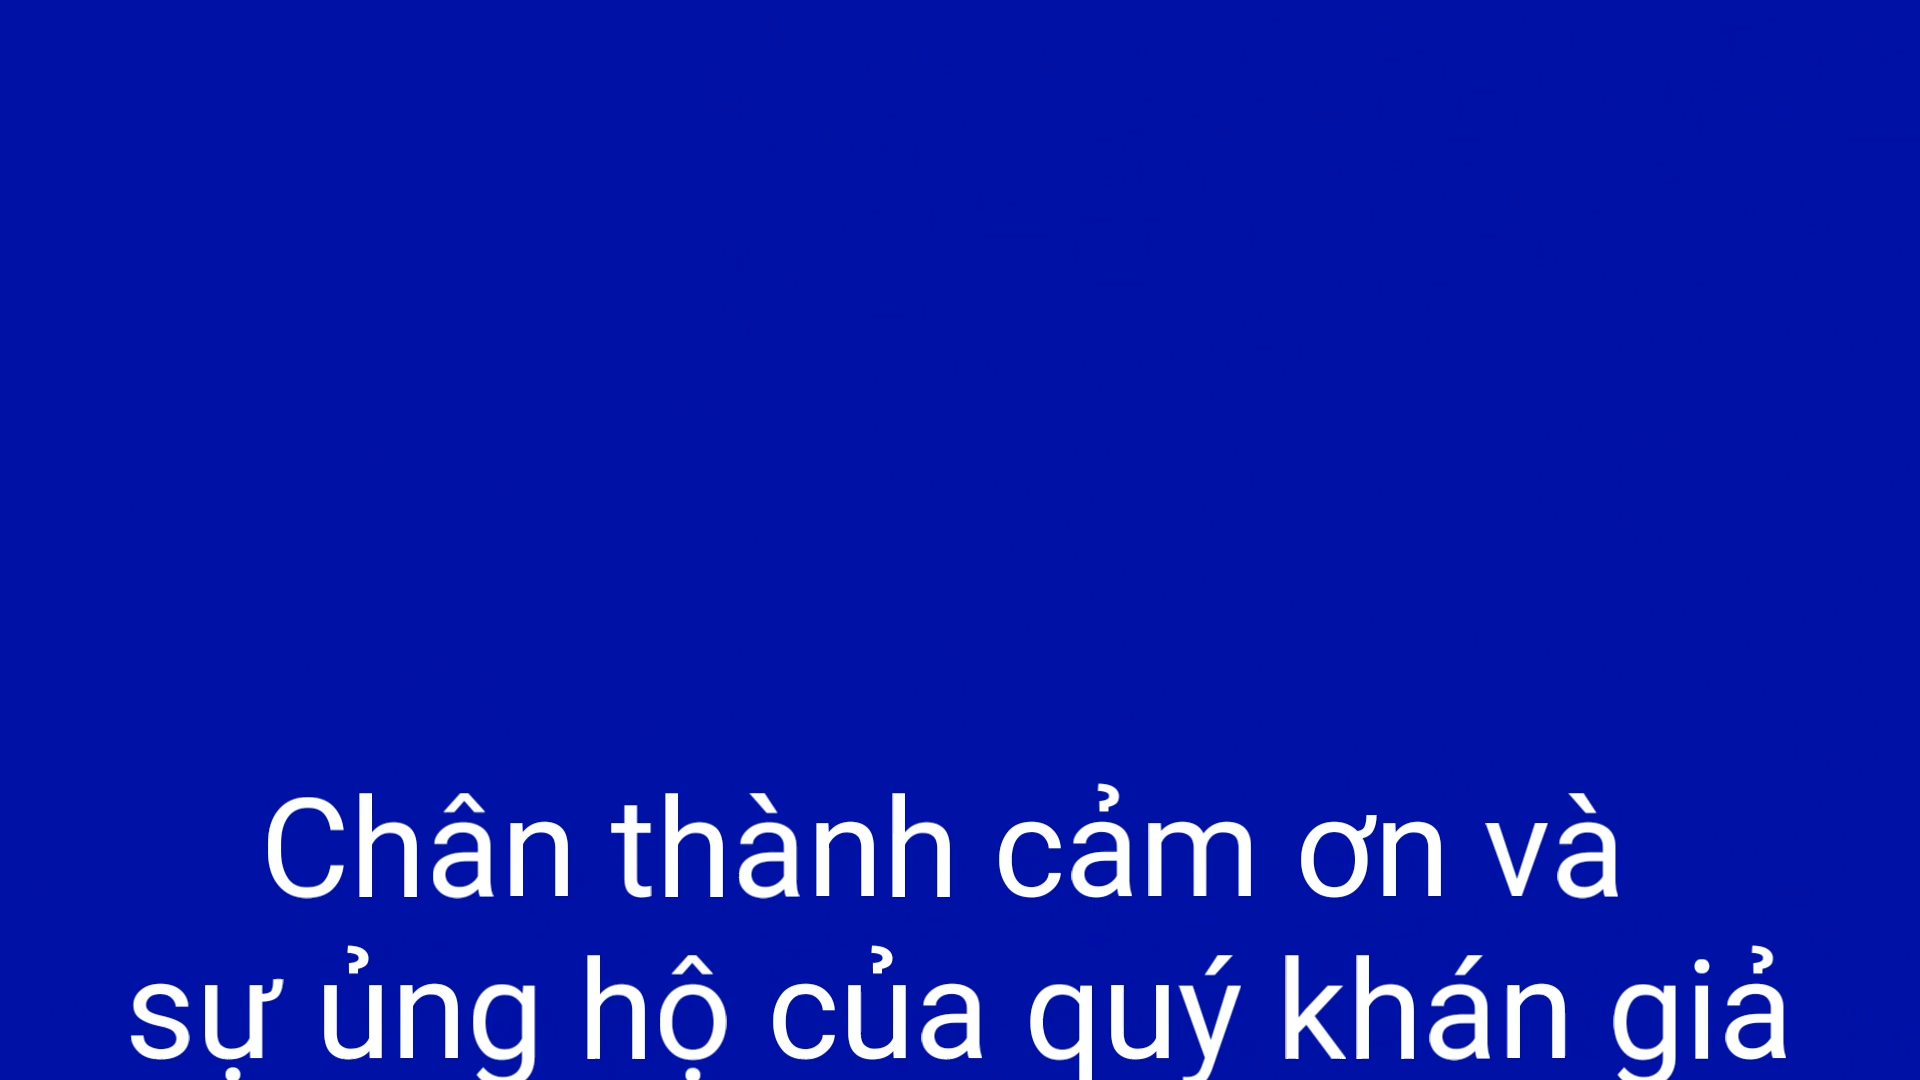 Chân thành cảm ơn và
sự ủng hộ của quý khán giả